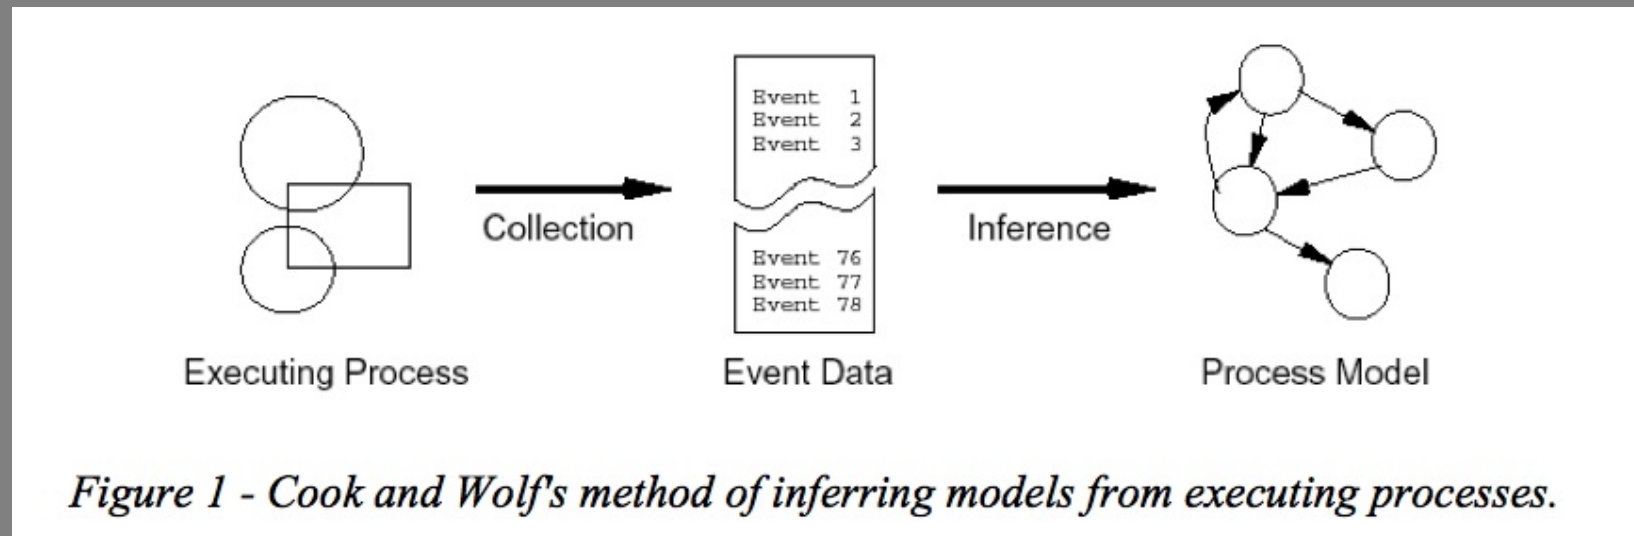 Event 1
Event 2
Event 3
Event 76
Event 77
Event 78
Collection
Inference
Executing Process
Event Data
Process Model
Figure 1 - Cook and Wolf's method of inferring models from executing processes.